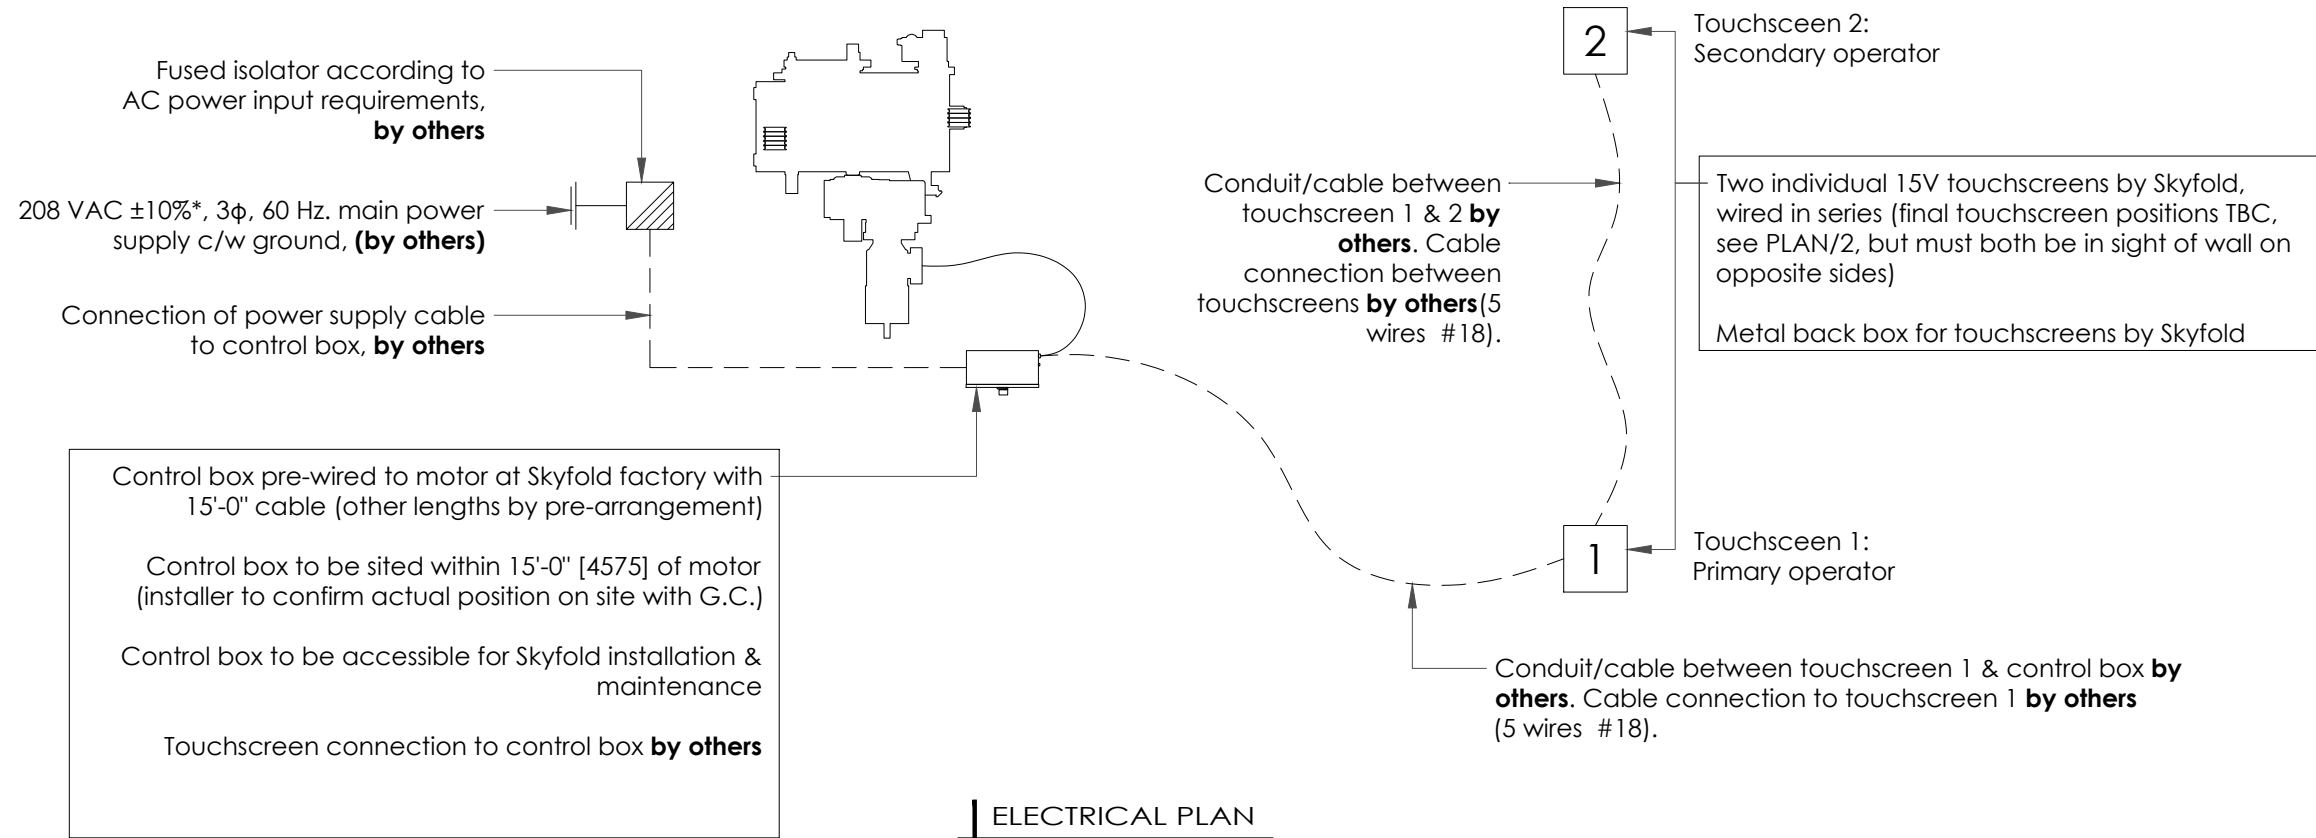 Fused isolator according to
AC power input requirements,
by others
208 VAC ±10%*, 3ϕ, 60 Hz. main power
supply c/w ground, (by others)
Connection of power supply cable
to control box, by others
Control box pre-wired to motor at Skyfold factory with
15'-0" cable (other lengths by pre-arrangement)
Control box to be sited within 15'-0" [4575] of motor
(installer to confirm actual position on site with G.C.)
Control box to be accessible for Skyfold installation &
maintenance
Touchscreen connection to control box by others
2
Touchsceen 2:
Secondary operator
Conduit/cable between
touchscreen 1 & 2 by
others. Cable
connection between
touchscreens by others(5
wires #18).
Two individual 15V touchscreens by Skyfold,
wired in series (final touchscreen positions TBC,
see PLAN/2, but must both be in sight of wall on
opposite sides)
Metal back box for touchscreens by Skyfold
1
Touchsceen 1:
Primary operator
Conduit/cable between touchscreen 1 & control box by
others. Cable connection to touchscreen 1 by others
(5 wires #18).
ELECTRICAL PLAN